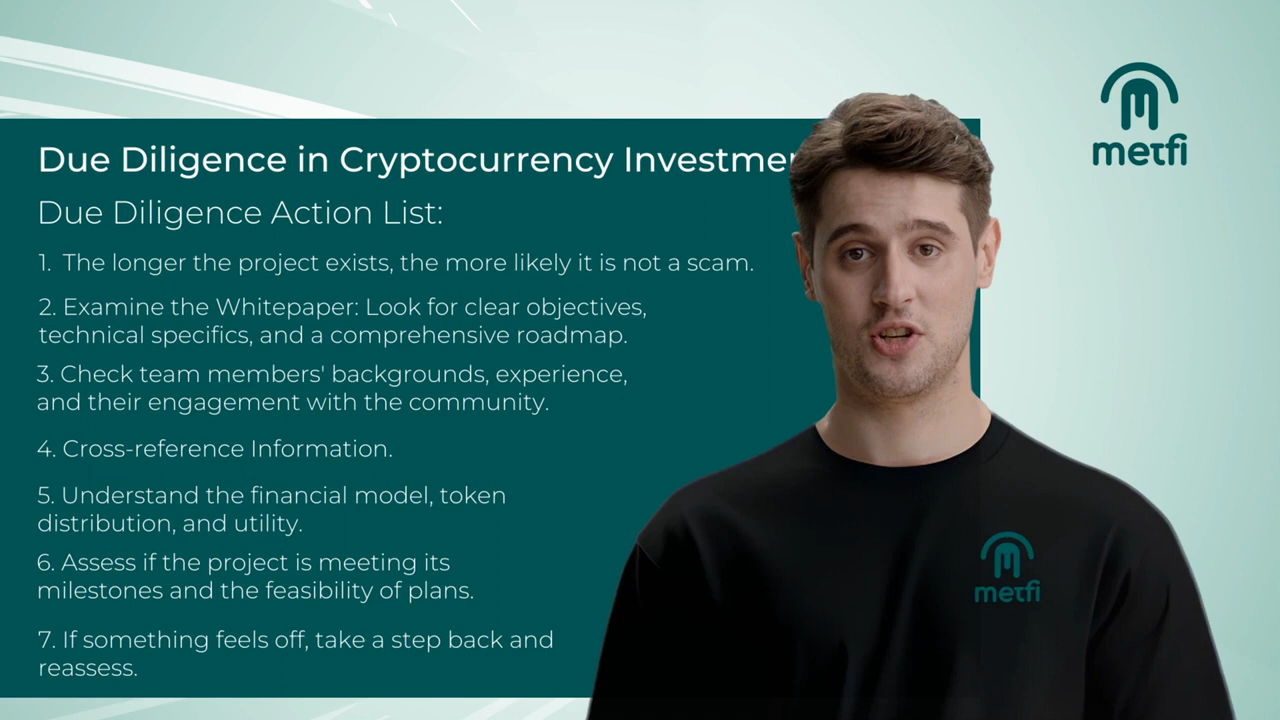 metfi
Due Diligence in Cryptocurrency
Due Diligence Action List:
1. The longer the project exists, the more likely it is not a scam.
2. Examine the Whitepaper: Look for clear objectives,
technical specifics, and a comprehensive roadmap.
3. Check team members' backgrounds, experience,
and their engagement with the community.
4. Cross-reference Information.
5. Understand the financial model, token
distribution, and utility.
6. Assess if the project is meeting its
milestones and the feasibility of plans.
7. If something feels off, take a step back and
reassess.
metfi